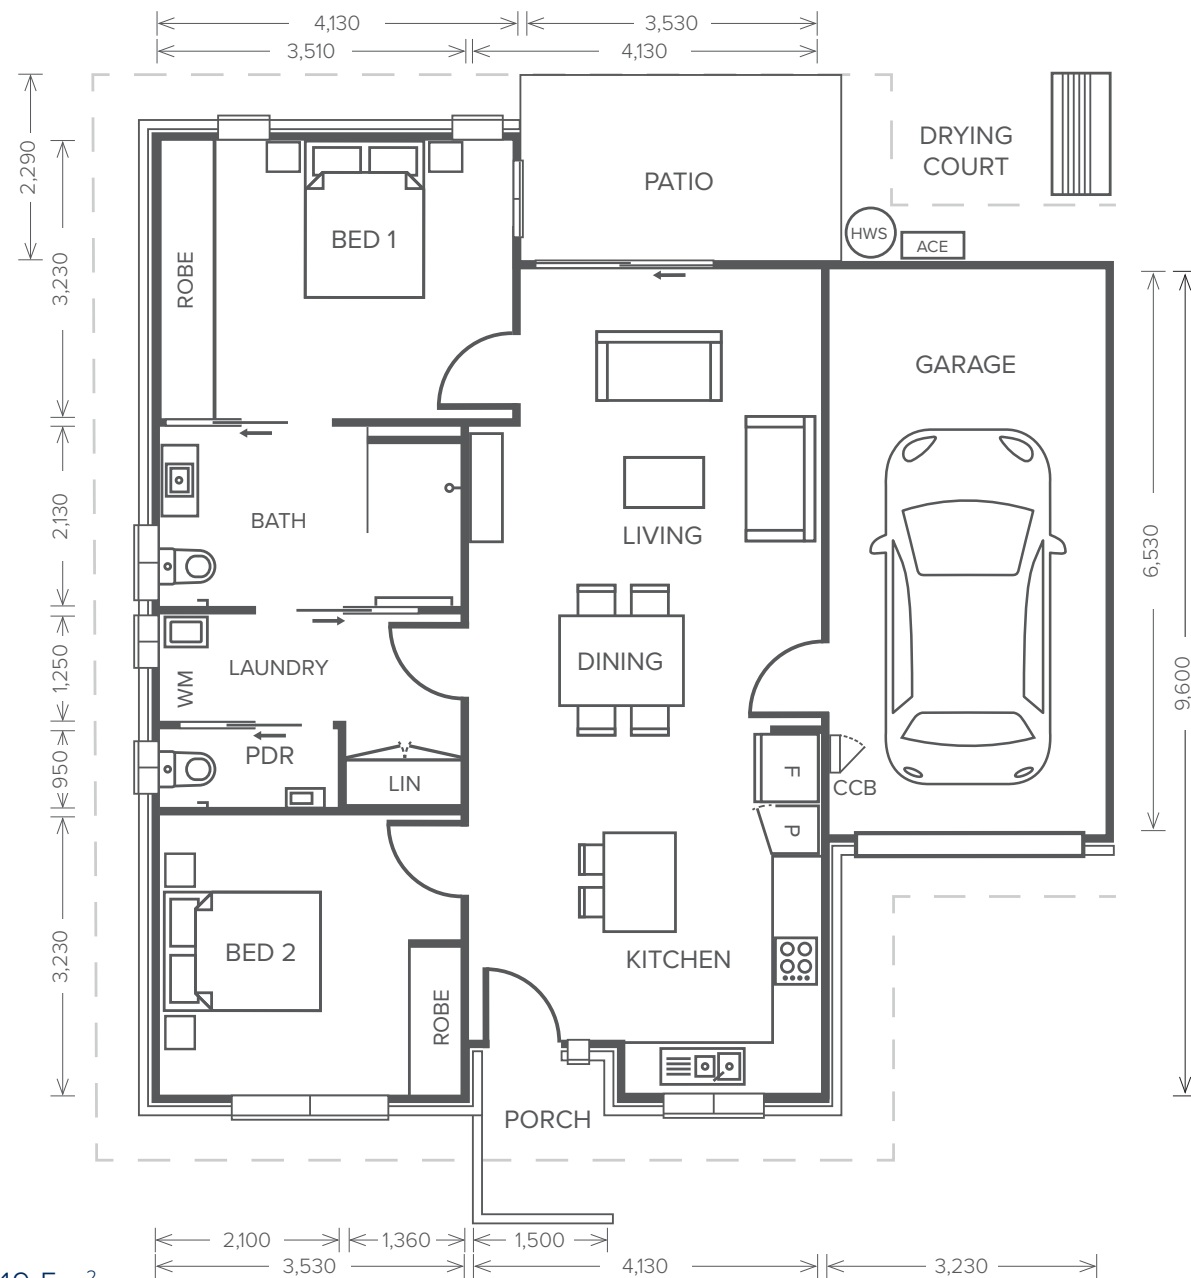 4,130 3,530
3,510 4,130
2,290
3,230
2,130
1,250
950
3,230
DRYING
COURT
PATIO
HWS
ACE
BED 1
ROBE
GARAGE
BATH
LIVING
6,530
9,600
DINING
LAUNDRY
WM
PDR
LIN
F
CCB
P
BED 2
KITCHEN
ROBE
PORCH
2,100 1,360 1,500
3,530 4,130 3,230